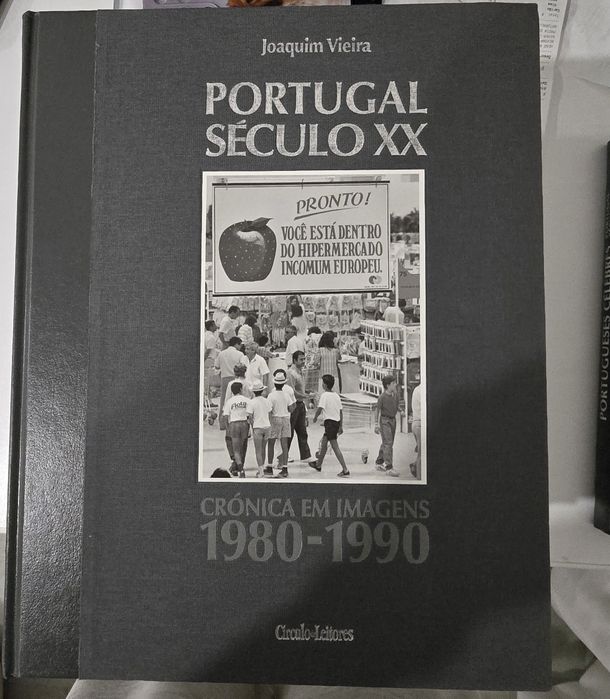 Joaquim Vieira
PORTUGAL
SÉCULO XX
PRONTO!
VOCÊ ESTÁ DENTRO
DO HIPERMERCADO
INCOMUM EUROPEU.
CRÓNICA EM IMAGENS
1980-1990
Círculo de Leitores